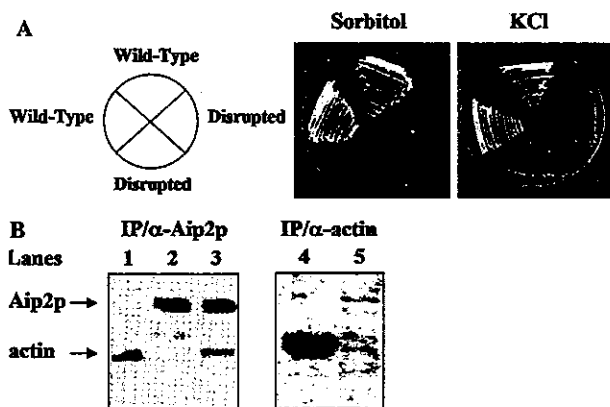 A
Sorbitol
KCl
Wild-Type
Wild-Type
Disrupted
Disrupted
B
IP/α-Aip2p
IP/α-actin
Lanes 1 2 3 4 5
Aip2p
actin